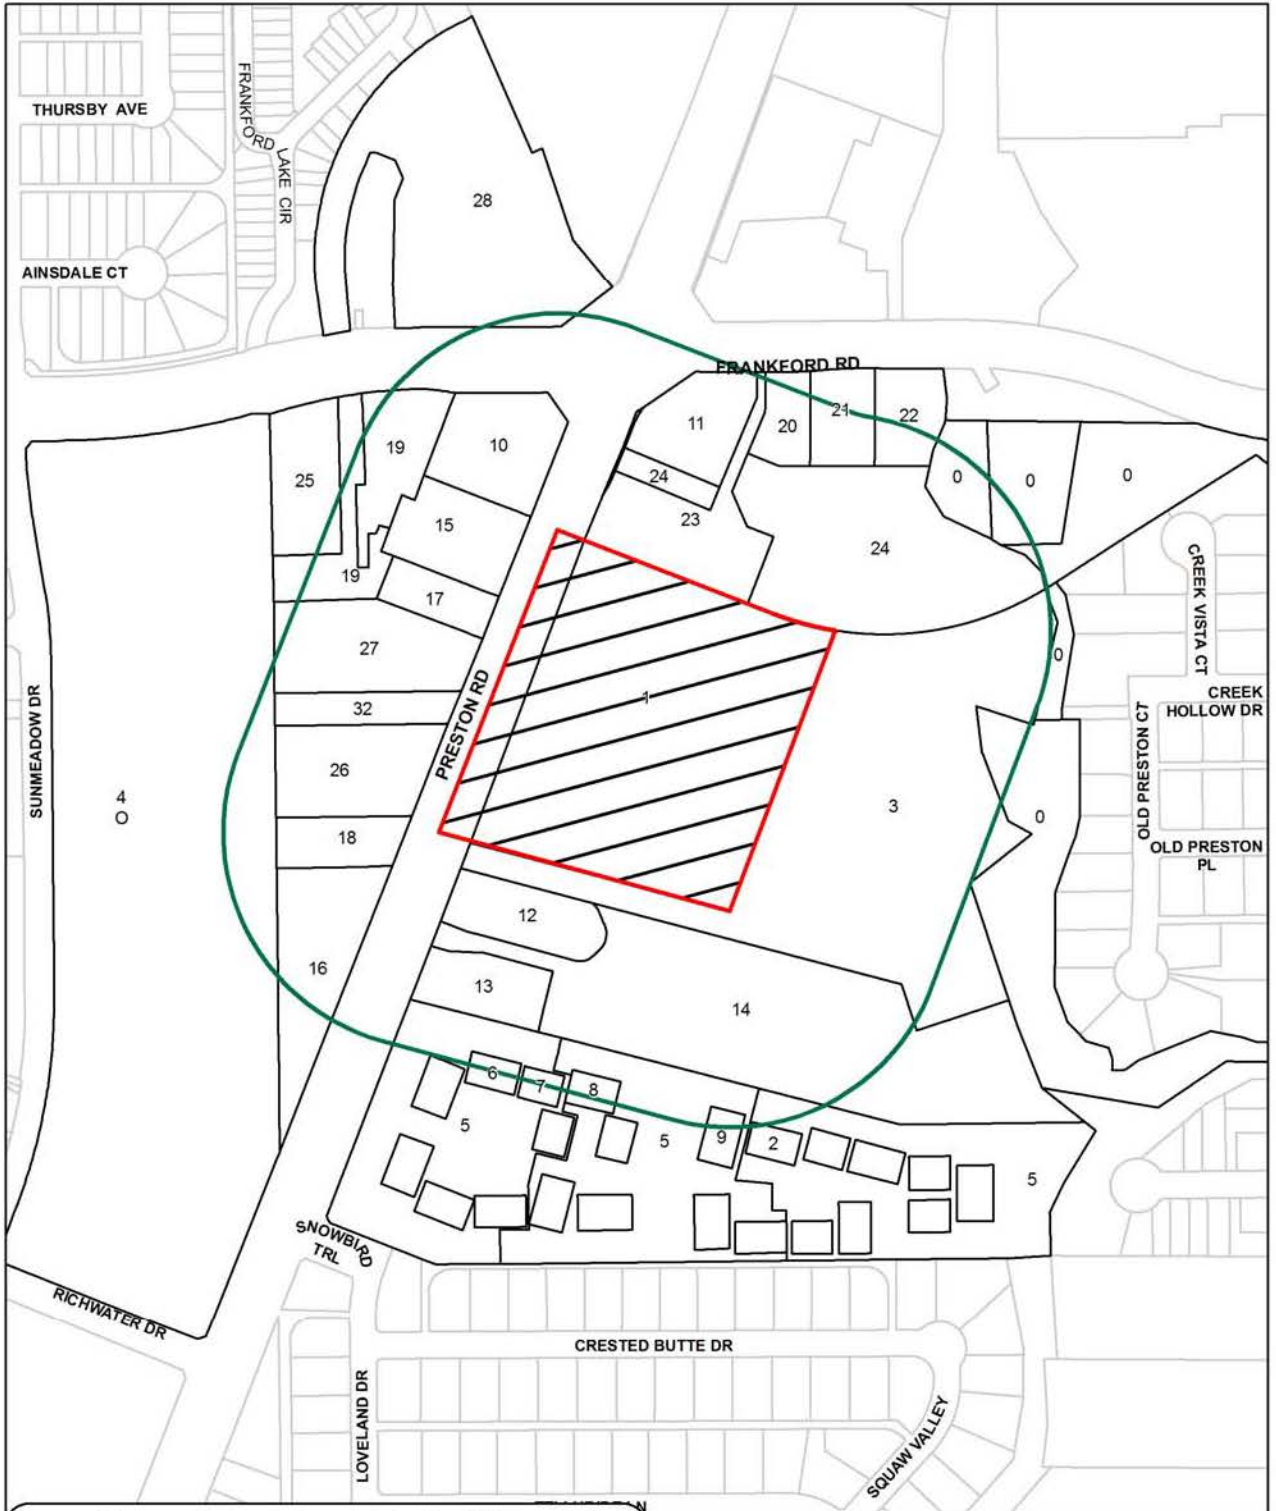 THURSBY AVE
FRANKFORD
LAKE CIR
AINSDALE CT
28
FRANKFORD RD
11
20
21
22
19
10
25
24
0
0
0
15
23
24
19
17
27
CREEK VISTA CT
0
32
PRESTON RD
1
CREEK
HOLLOW DR
SUNMEADOW DR
26
4
O
3
OLD PRESTON CT
0
18
OLD PRESTON
PL
12
16
13
14
6
7
8
5
5
9
2
5
SNOWBIRD
TRL
RICHWATER DR
CRESTED BUTTE DR
LOVELAND DR
SQUAW VALLEY